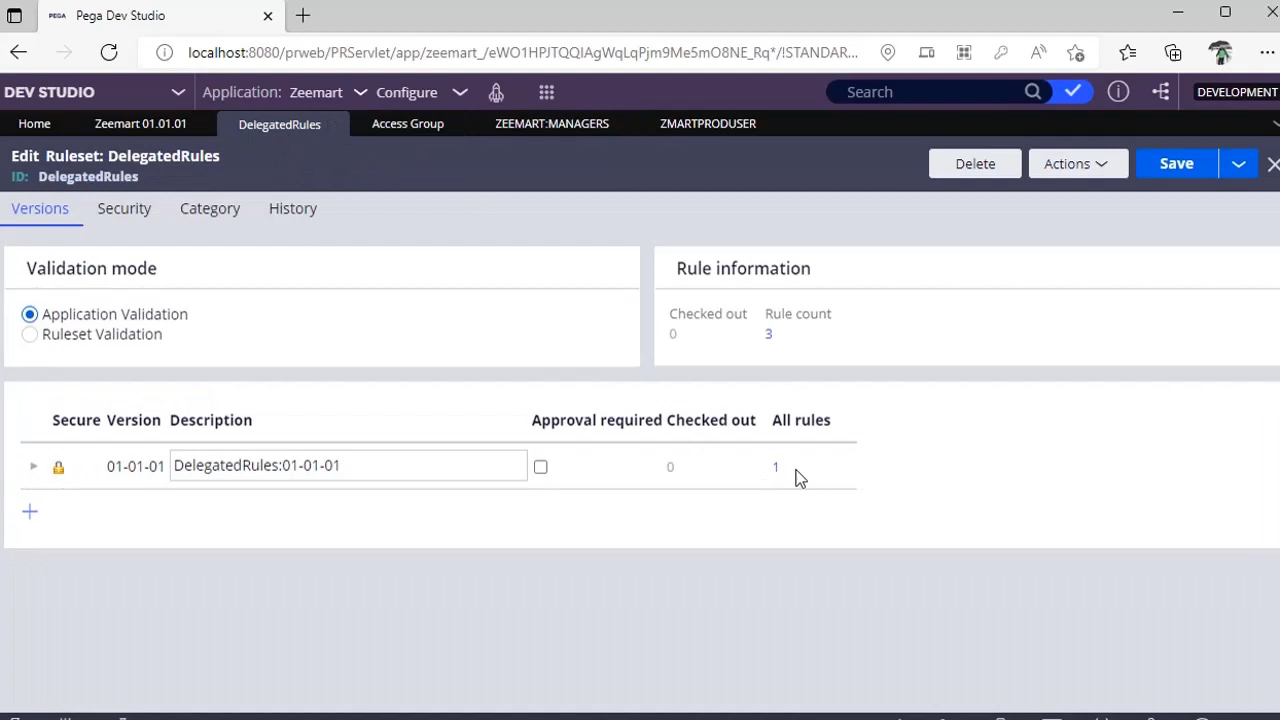 PEGA Pega Dev Studio
localhost:8080/prweb/PRServlet/app/zeemart_/eWO1HPJTQQIAgWqLqPjm9Me5mO8NE_Rq*/!STANDAR...
DEV STUDIO Application: Zeemart Configure Search DEVELOPMENT
Home Zeemart 01.01.01 DelegatedRules Access Group ZEEMART:MANAGERS ZMARTPRODUSER
Edit Ruleset: DelegatedRules
ID: DelegatedRules
Delete Actions Save
Versions Security Category History
Validation mode
Application Validation
Ruleset Validation
Rule information
Checked out Rule count
0 3
Secure Version Description Approval required Checked out All rules
01-01-01 DelegatedRules:01-01-01 0 1